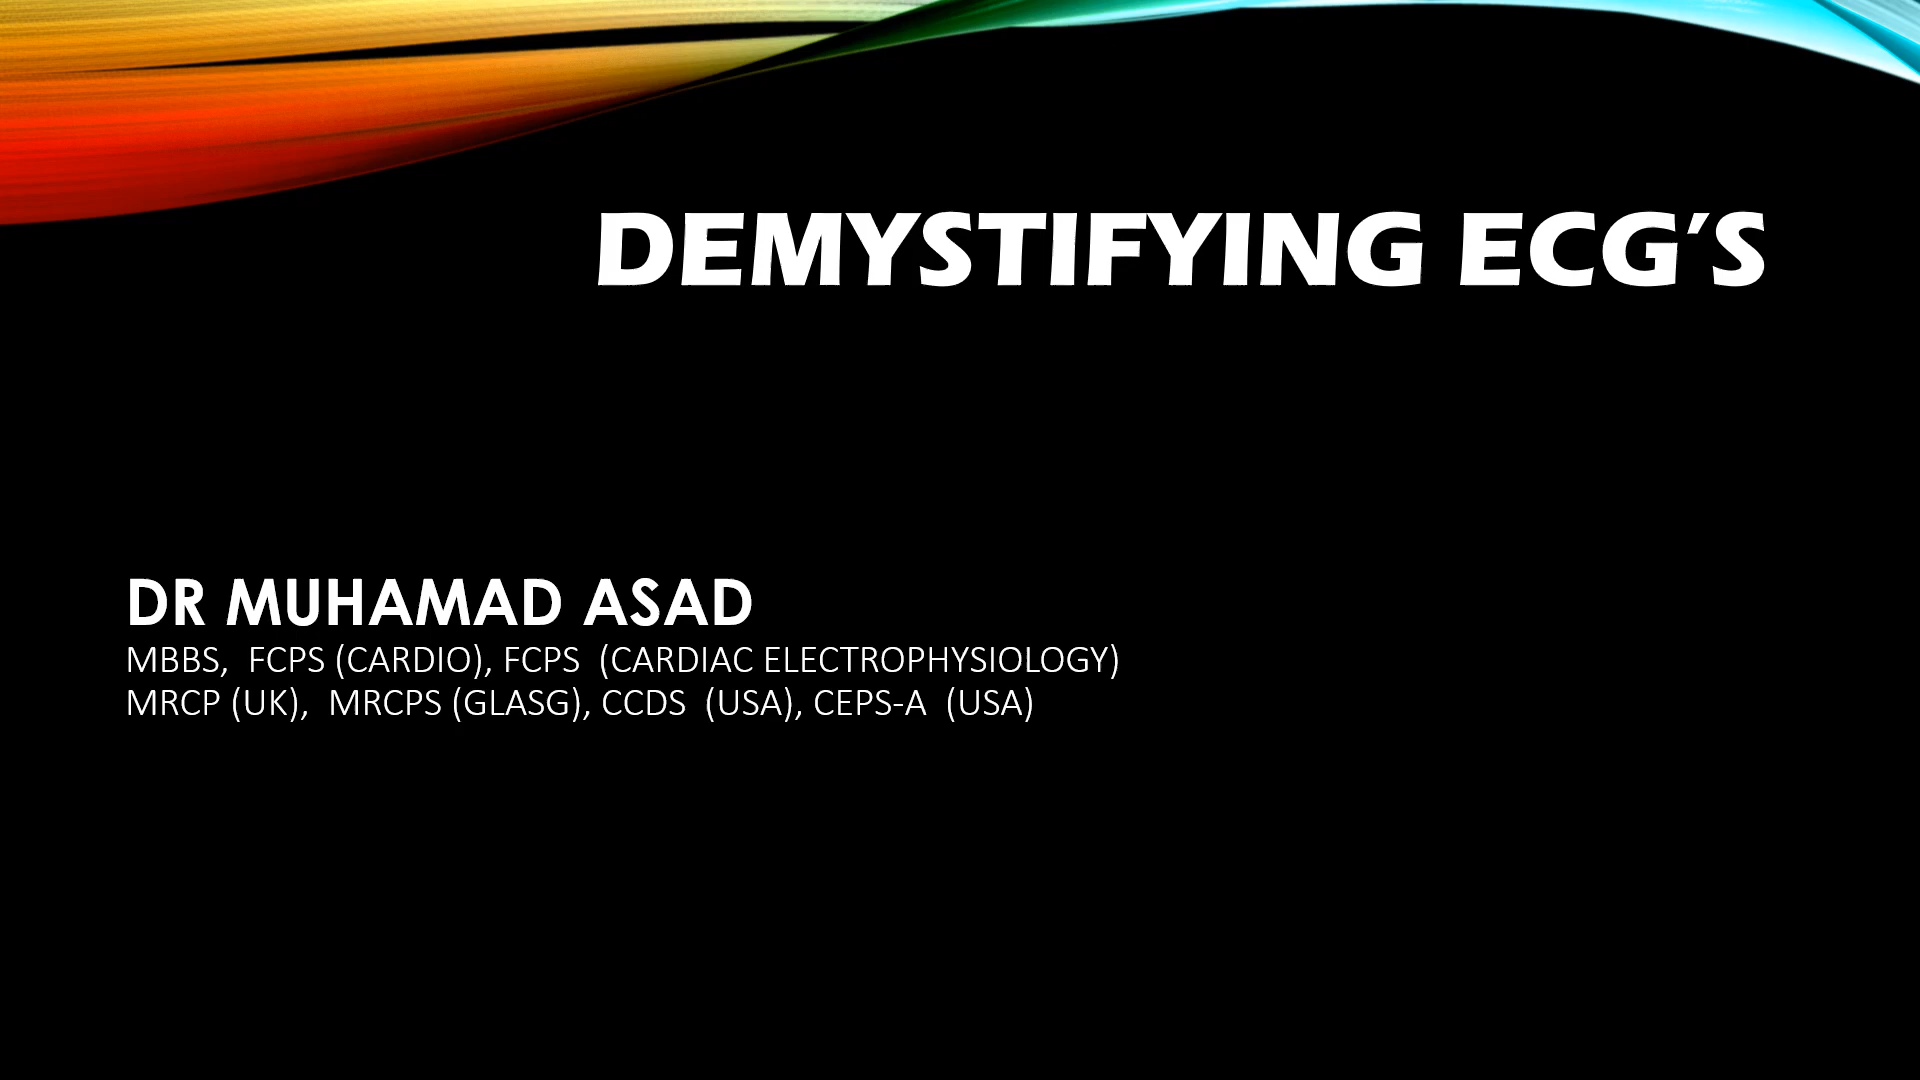 DEMYSTIFYING ECG’S
DR MUHAMAD ASAD
MBBS,  FCPS (CARDIO), FCPS  (CARDIAC ELECTROPHYSIOLOGY)
MRCP (UK),  MRCPS (GLASG), CCDS  (USA), CEPS-A  (USA)